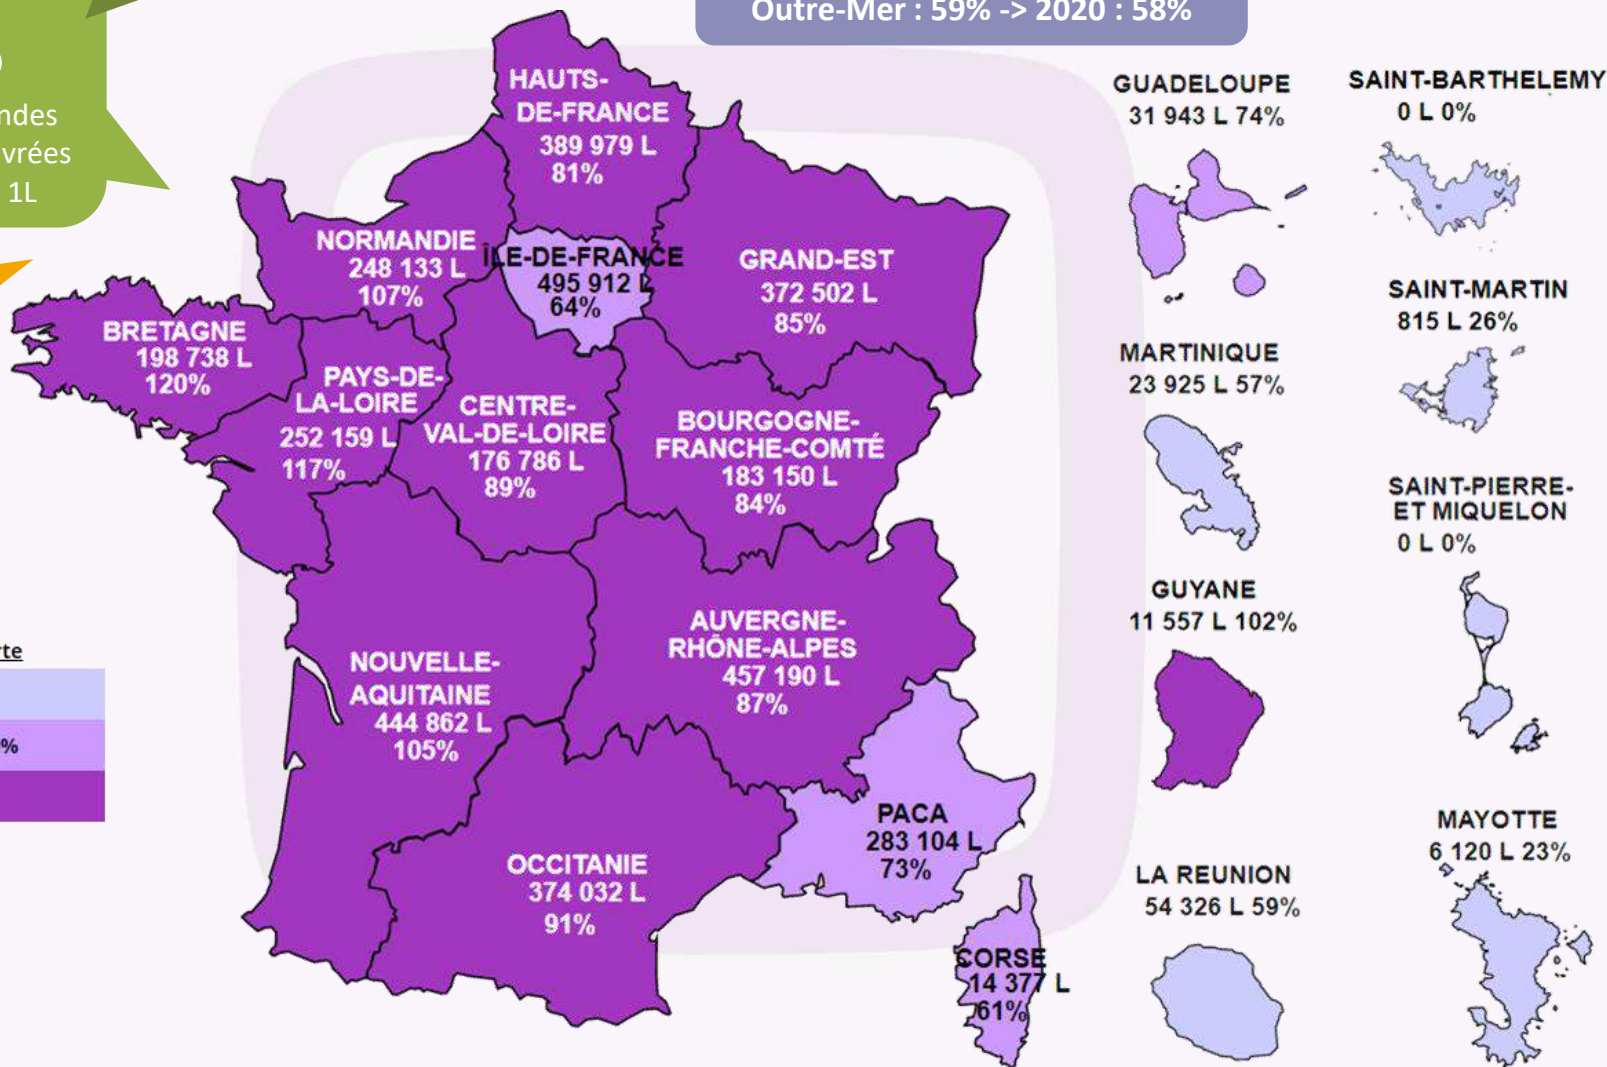 Outre-Mer : 59% -> 2020 : 58%
1L
HAUTS-
DE-FRANCE
389 979 L
81%
NORMANDIE
248 133 L
107%
ÎLE-DE-FRANCE
495 912 L
64%
GRAND-EST
372 502 L
85%
BRETAGNE
198 738 L
120%
PAYS-DE-
LA-LOIRE
252 159 L
117%
CENTRE-
VAL-DE-LOIRE
176 786 L
89%
BOURGOGNE-
FRANCHE-COMTÉ
183 150 L
84%
NOUVELLE-
AQUITAINE
444 862 L
105%
AUVERGNE-
RHÔNE-ALPES
457 190 L
87%
OCCITANIE
374 032 L
91%
PACA
283 104 L
73%
CORSE
14 377 L
61%
GUADELOUPE
31 943 L 74%
SAINT-BARTHELEMY
0 L 0%
SAINT-MARTIN
815 L 26%
MARTINIQUE
23 925 L 57%
SAINT-PIERRE-
ET MIQUELON
0 L 0%
GUYANE
11 557 L 102%
MAYOTTE
6 120 L 23%
LA REUNION
54 326 L 59%